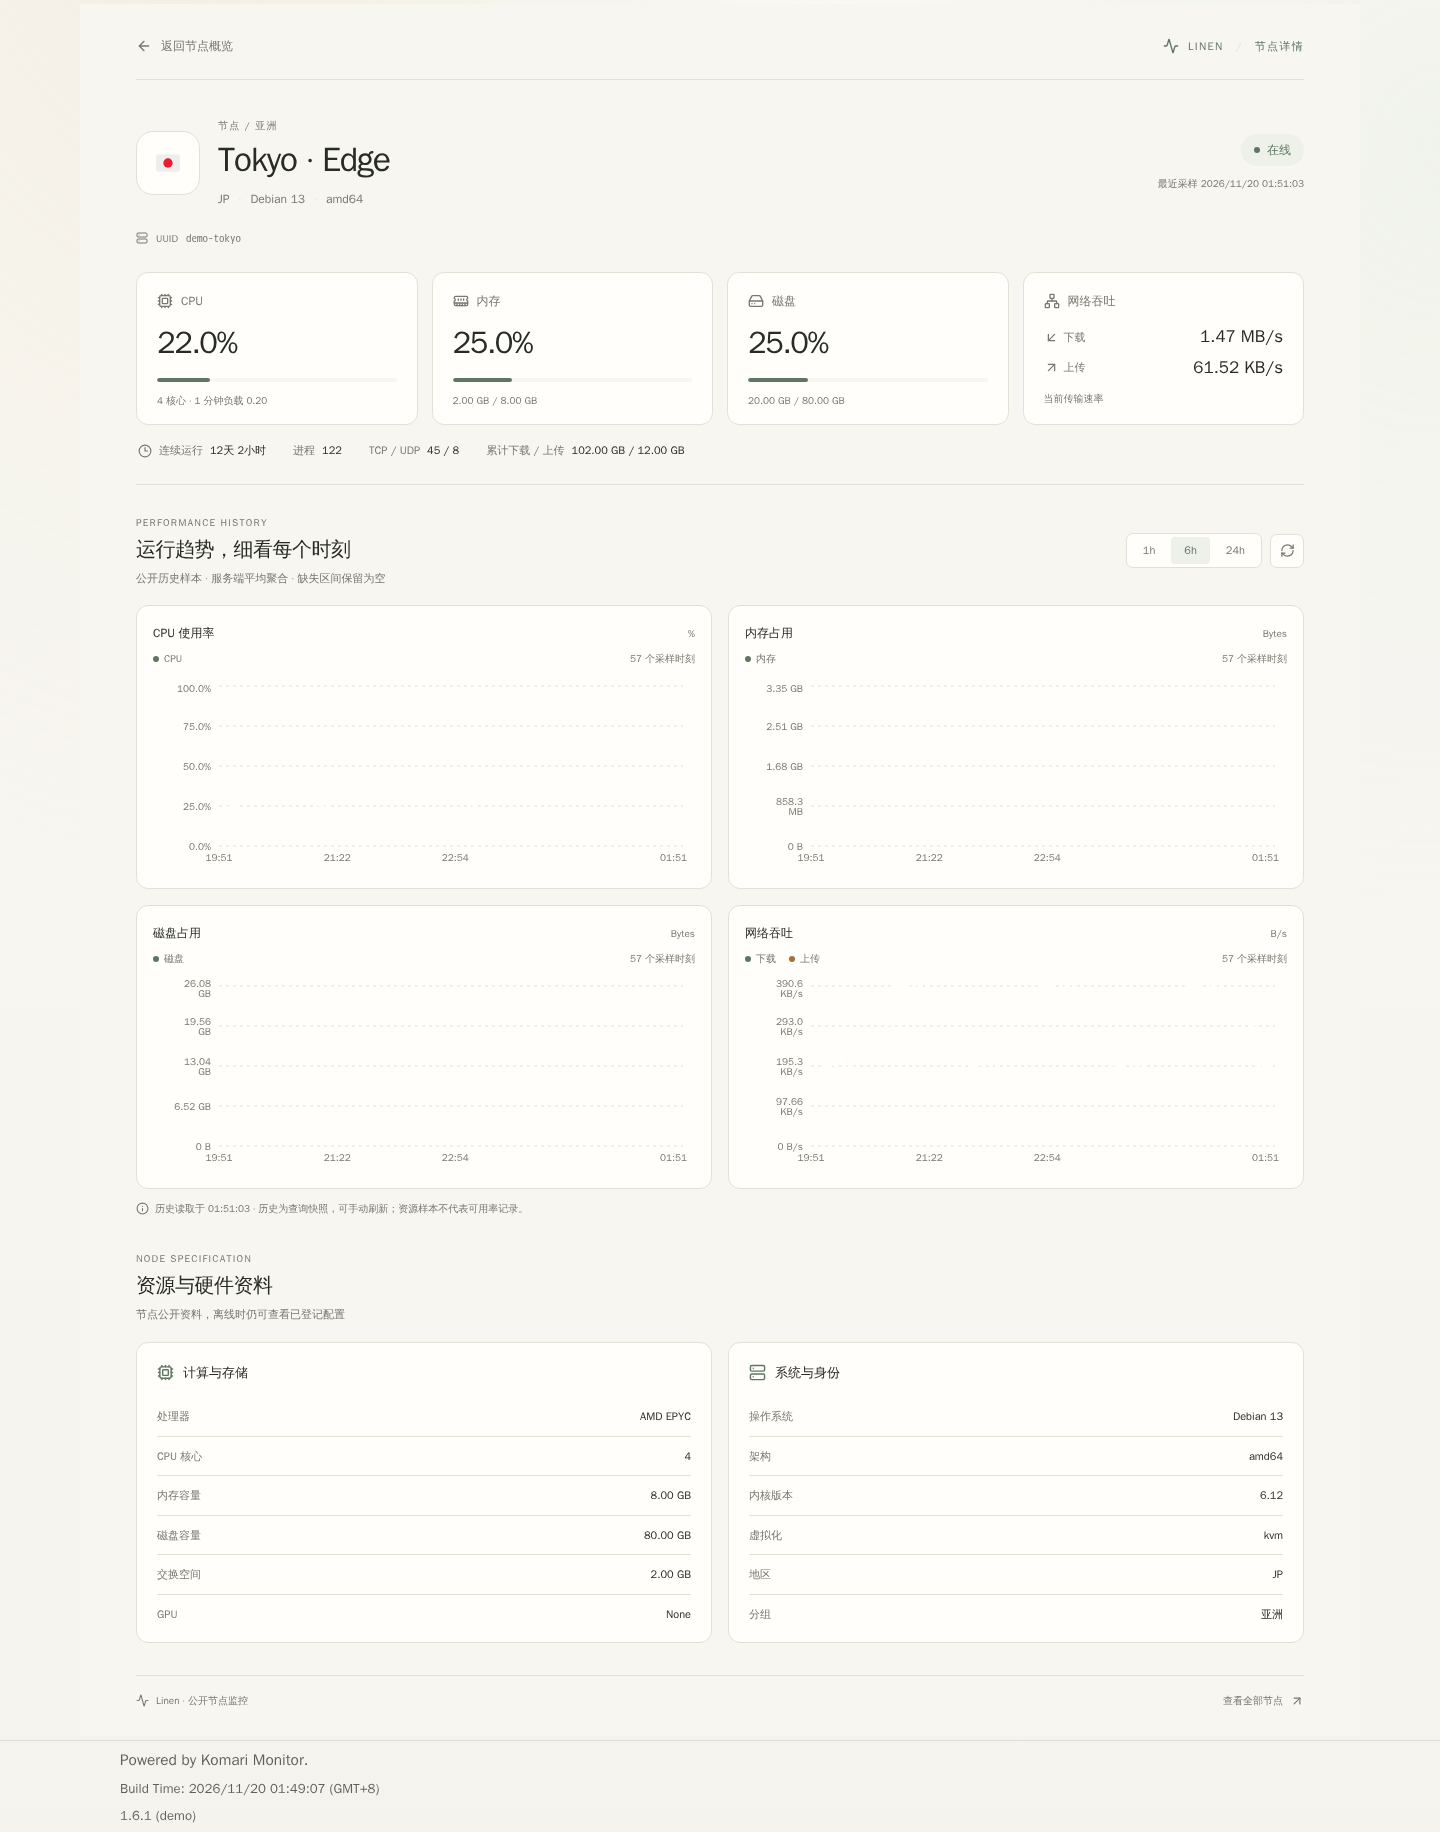 返回节点概览
LINEN / 节点详情
节点 / 亚洲
Tokyo · Edge
JP · Debian 13 · amd64
在线
最近采样 2026/11/20 01:51:03
UUID demo-tokyo
CPU
22.0%
4 核心 · 1 分钟负载 0.20
内存
25.0%
2.00 GB / 8.00 GB
磁盘
25.0%
20.00 GB / 80.00 GB
网络吞吐
下载 1.47 MB/s
上传 61.52 KB/s
当前传输速率
连续运行 12天 2小时 进程 122 TCP / UDP 45 / 8 累计下载 / 上传 102.00 GB / 12.00 GB
PERFORMANCE HISTORY
运行趋势，细看每个时刻
公开历史样本 · 服务端平均聚合 · 缺失区间保留为空
1h 6h 24h
CPU 使用率 %
CPU 57 个采样时刻
100.0%
75.0%
50.0%
25.0%
0.0%
19:51 21:22 22:54 01:51
内存占用 Bytes
内存 57 个采样时刻
3.35 GB
2.51 GB
1.68 GB
858.3
MB
0 B
19:51 21:22 22:54 01:51
磁盘占用 Bytes
磁盘 57 个采样时刻
26.08
GB
19.56
GB
13.04
GB
6.52 GB
0 B
19:51 21:22 22:54 01:51
网络吞吐 B/s
下载 上传 57 个采样时刻
390.6
KB/s
293.0
KB/s
195.3
KB/s
97.66
KB/s
0 B/s
19:51 21:22 22:54 01:51
历史读取于 01:51:03 · 历史为查询快照，可手动刷新；资源样本不代表可用率记录。
NODE SPECIFICATION
资源与硬件资料
节点公开资料，离线时仍可查看已登记配置
计算与存储
处理器 AMD EPYC
CPU 核心 4
内存容量 8.00 GB
磁盘容量 80.00 GB
交换空间 2.00 GB
GPU None
系统与身份
操作系统 Debian 13
架构 amd64
内核版本 6.12
虚拟化 kvm
地区 JP
分组 亚洲
Linen · 公开节点监控
查看全部节点
Powered by Komari Monitor.
Build Time: 2026/11/20 01:49:07 (GMT+8)
1.6.1 (demo)